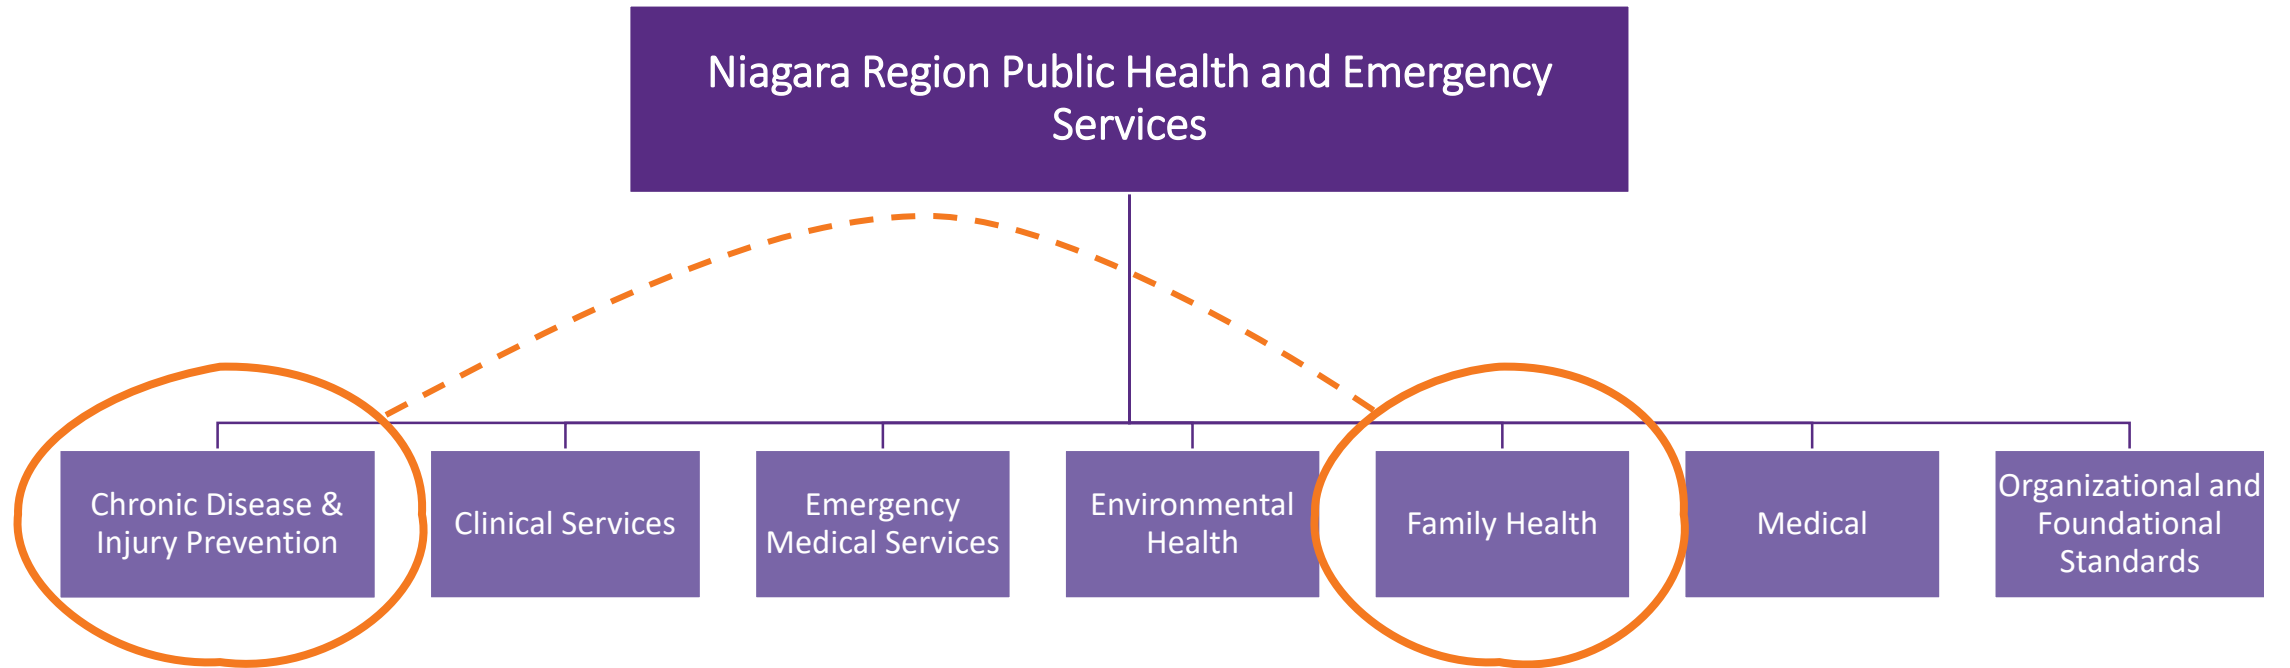 Niagara Region Public Health and Emergency
Services
Chronic Disease &
Injury Prevention
Clinical Services
Emergency
Medical Services
Environmental
Health
Family Health
Medical
Organizational and
Foundational
Standards